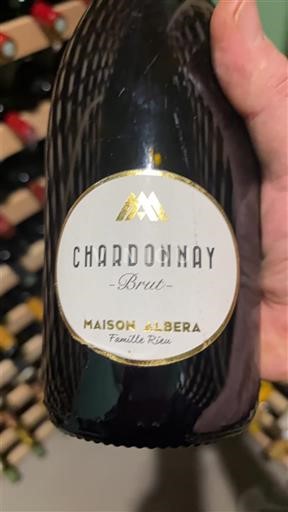 CHARDONNAY
-Brut-
MAISON ALBERA
Famille Rieu